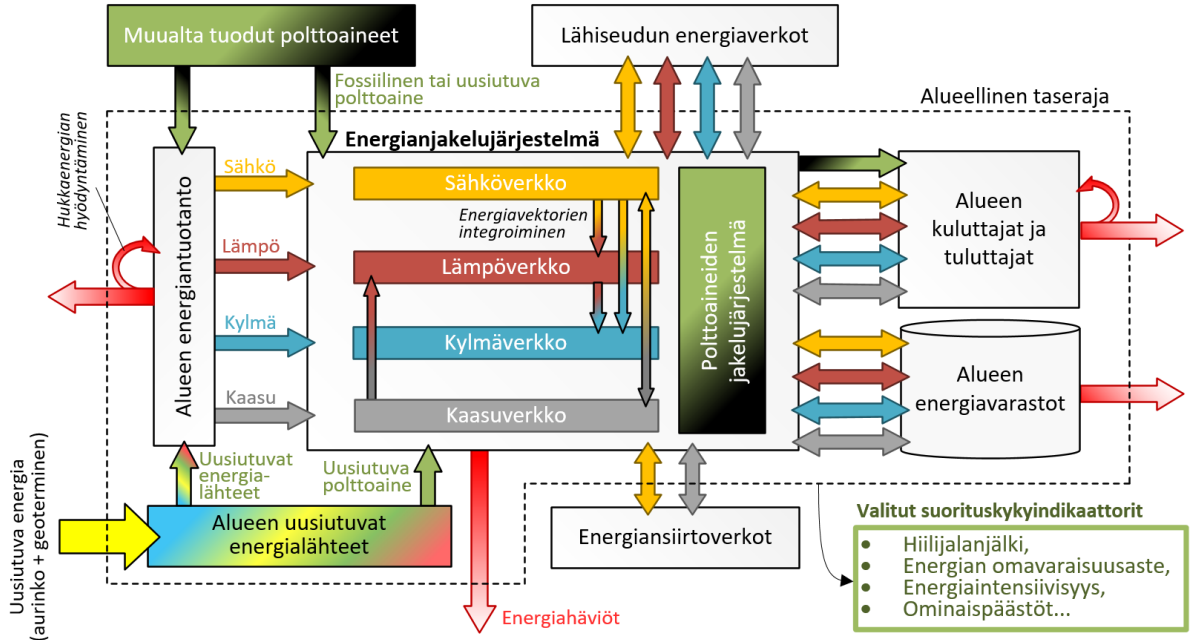 Muualta tuodut polttoaineet
Lähiseudun energiaverkot
Fossiilinen tai uusiutuva
polttoaine
Alueellinen taseraja
Hukkaenergian
hyödyntäminen
Energianjakelujärjestelmä
Alueen energiantuotanto
Sähkö
Lämpö
Kylmä
Kaasu
Sähköverkko
Energiavektorien
integroiminen
Lämpöverkko
Kylmäverkko
Kaasuverkko
Polttoaineiden
jakelujärjestelmä
Alueen
kuluttajat ja
tuluttajat
Alueen
energiavarastot
Uusiutuvat
energia-
lähteet
Uusiutuva
polttoaine
Uusiutuva energia
(aurinko + geoterminen)
Alueen uusiutuvat
energialähteet
Energiansiirtoverkot
Energiahäviöt
Valitut suorituskykyindikaattorit
• Hiilijalanjälki,
• Energian omavaraisuusaste,
• Energiaintensiivisyys,
• Ominaispäästöt...